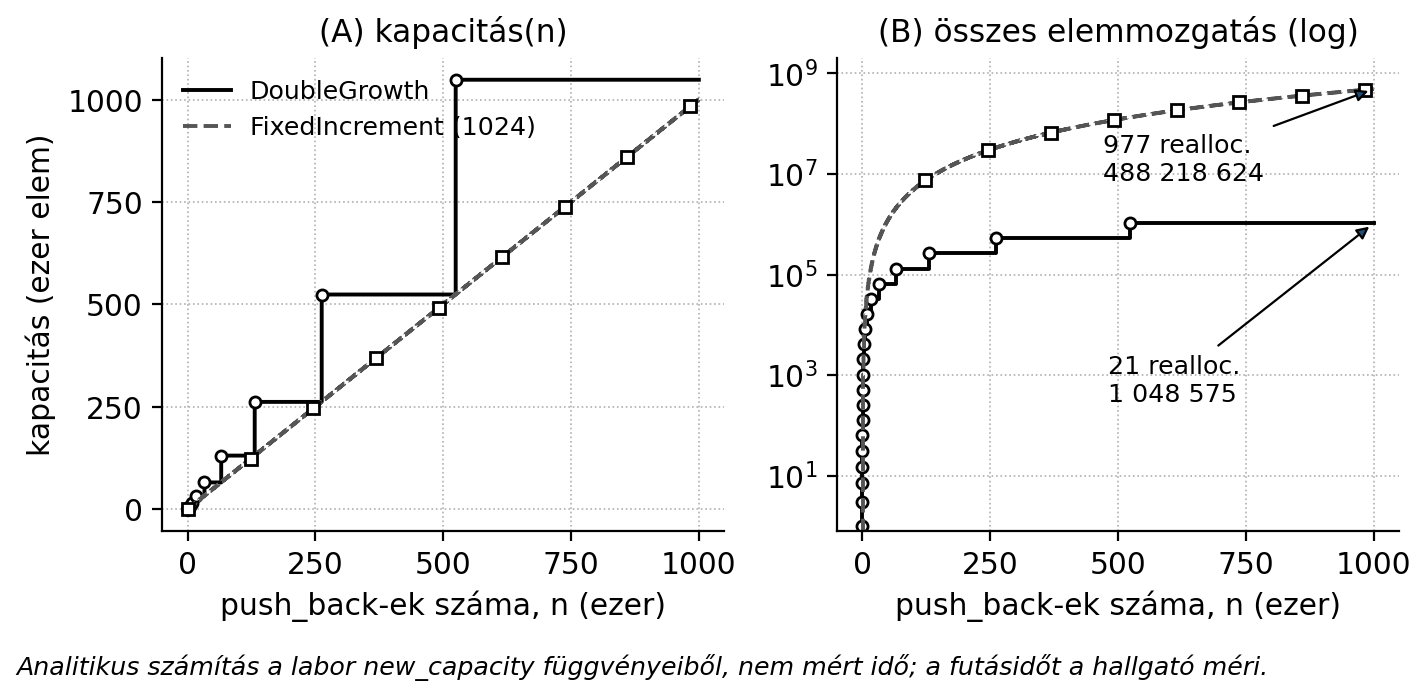 (A) kapacitás(n)
DoubleGrowth
FixedIncrement (1024)
kapacitás (ezer elem)
1000
750
500
250
0
0 250 500 750 1000
push_back-ek száma, n (ezer)
(B) összes elemmozgatás (log)
10⁹
10⁷
10⁵
10³
10¹
977 realloc.
488 218 624
21 realloc.
1 048 575
0 250 500 750 1000
push_back-ek száma, n (ezer)
Analitikus számítás a labor new_capacity függvényeiből, nem mért idő; a futásidőt a hallgató méri.